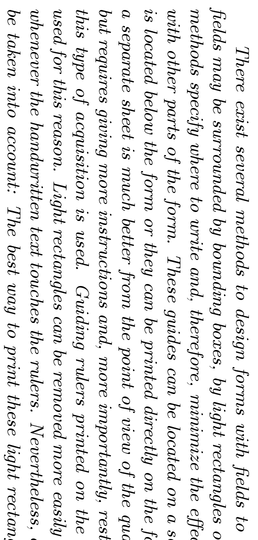 There exist several methods to design forms with fields to
fields may be surrounded by bounding boxes, by light rectangles o
methods specify where to write and, therefore, minimize the effec
with other parts of the form. These guides can be located on a s
is located below the form or they can be printed directly on the fo
a separate sheet is much better from the point of view of the qua
but requires giving more instructions and, more importantly, rest
this type of acquisition is used. Guiding rulers printed on the
used for this reason. Light rectangles can be removed more easily
whenever the handwritten text touches the rulers. Nevertheless,
be taken into account: The best way to print these light rectang